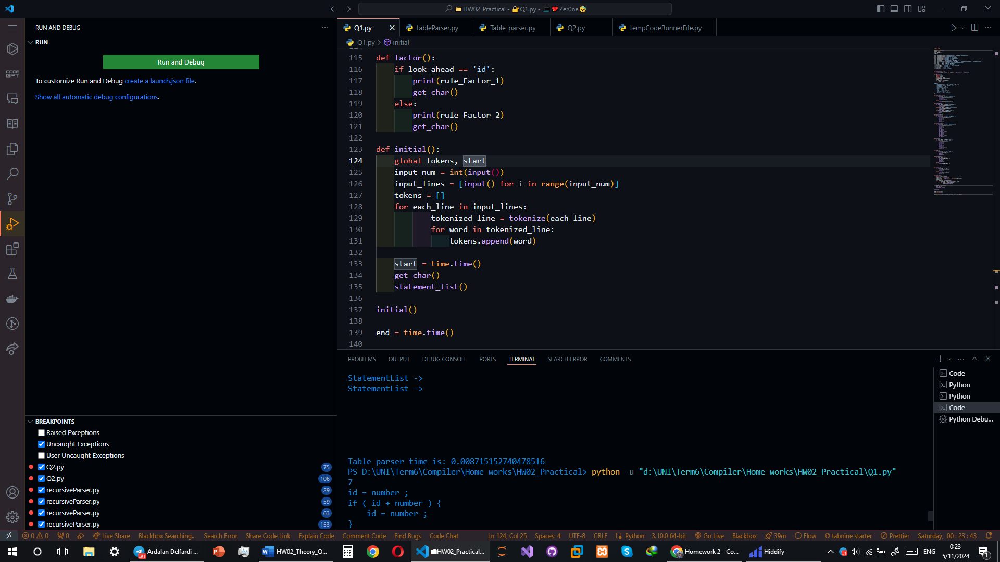 HW02_Practical - Q1.py - Zer0ne
RUN AND DEBUG
RUN
Run and Debug
To customize Run and Debug create a launch.json file.
Show all automatic debug configurations.
BREAKPOINTS
Raised Exceptions
Uncaught Exceptions
User Uncaught Exceptions
Q2.py 75
Q2.py 106
recursiveParser.py 29
recursiveParser.py 59
recursiveParser.py 63
recursiveParser.py 153
CODE GPT
Q1.py tableParser.py Table_parser.py Q2.py tempCodeRunnerFile.py
Q1.py > initial
115 def factor():
116 if look_ahead == 'id':
117 print(rule_Factor_1)
118 get_char()
119 else:
120 print(rule_Factor_2)
121 get_char()
122
123 def initial():
124 global tokens, start
125 input_num = int(input())
126 input_lines = [input() for i in range(input_num)]
127 tokens = []
128 for each_line in input_lines:
129 tokenized_line = tokenize(each_line)
130 for word in tokenized_line:
131 tokens.append(word)
132
133 start = time.time()
134 get_char()
135 statement_list()
136
137 initial()
138
139 end = time.time()
140
PROBLEMS OUTPUT DEBUG CONSOLE PORTS TERMINAL SEARCH ERROR COMMENTS
StatementList ->
StatementList ->
Table parser time is: 0.008715152740478516
PS D:\UNI\Term6\Compiler\Home works\HW02_Practical> python -u "d:\UNI\Term6\Compiler\Home works\HW02_Practical\Q1.py"
7
id = number ;
if ( id + number ) {
id = number ;
}
Code
Python
Python
Code
Python Debu...
0 0 0 Live Share Blackbox Searching... Search Error Share Code Link Explain Code Comment Code Find Bugs Code Chat Ln 124, Col 25 Spaces: 4 UTF-8 CRLF Python 3.10.0 64-bit Go Live Blackbox 39m Flow tabnine starter Prettier Saturday, 00 : 23 : 43
91 Ardalan Delfardi ... HW02_Theory_Q... HW02_Practical... Homework 2 - Co... Hiddify ENG 0:23
5/11/2024 1